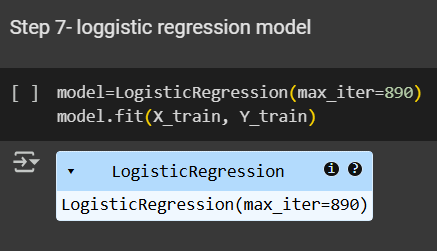 Step 7- loggistic regression model
[ ] model=LogisticRegression(max_iter=890)
model.fit(X_train, Y_train)
▾ LogisticRegression i ?
LogisticRegression(max_iter=890)